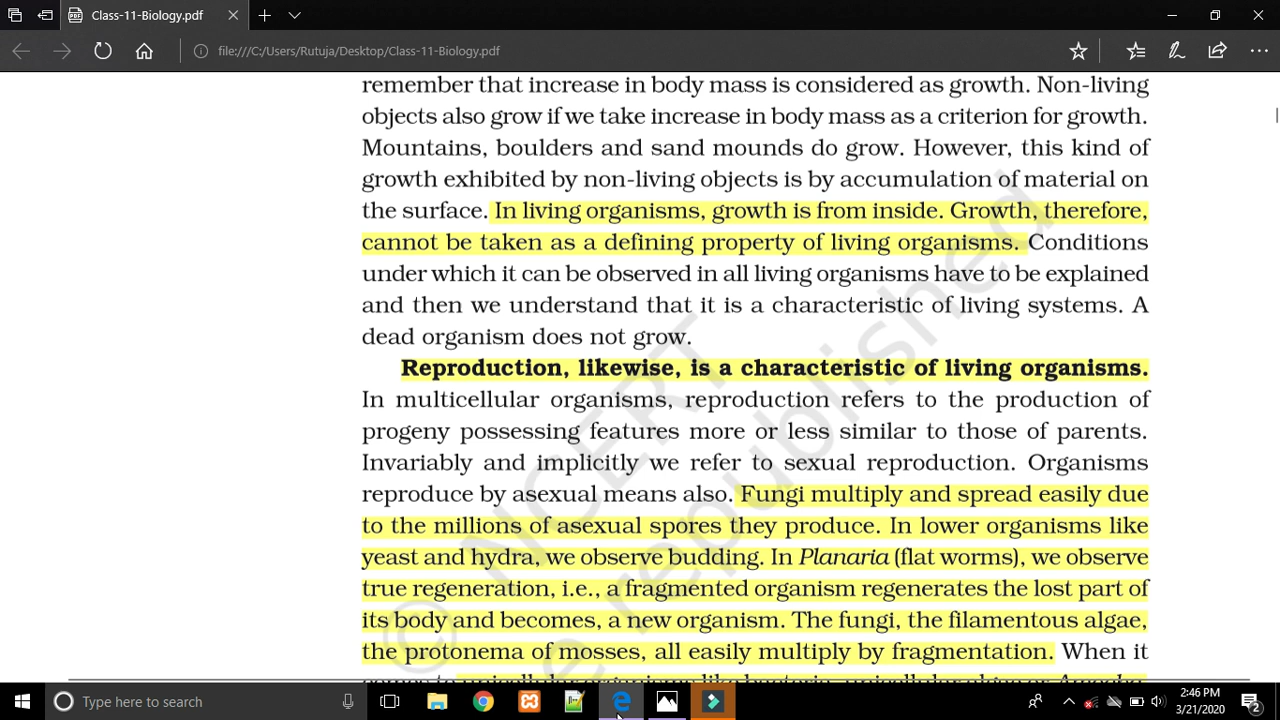 Class-11-Biology.pdf
file:///C:/Users/Rutuja/Desktop/Class-11-Biology.pdf
remember that increase in body mass is considered as growth. Non-living
objects also grow if we take increase in body mass as a criterion for growth.
Mountains, boulders and sand mounds do grow. However, this kind of
growth exhibited by non-living objects is by accumulation of material on
the surface. In living organisms, growth is from inside. Growth, therefore,
cannot be taken as a defining property of living organisms. Conditions
under which it can be observed in all living organisms have to be explained
and then we understand that it is a characteristic of living systems. A
dead organism does not grow.
Reproduction, likewise, is a characteristic of living organisms.
In multicellular organisms, reproduction refers to the production of
progeny possessing features more or less similar to those of parents.
Invariably and implicitly we refer to sexual reproduction. Organisms
reproduce by asexual means also. Fungi multiply and spread easily due
to the millions of asexual spores they produce. In lower organisms like
yeast and hydra, we observe budding. In Planaria (flat worms), we observe
true regeneration, i.e., a fragmented organism regenerates the lost part of
its body and becomes, a new organism. The fungi, the filamentous algae,
the protonema of mosses, all easily multiply by fragmentation. When it
© NCERT
be republished
Type here to search
2:46 PM
3/21/2020
2